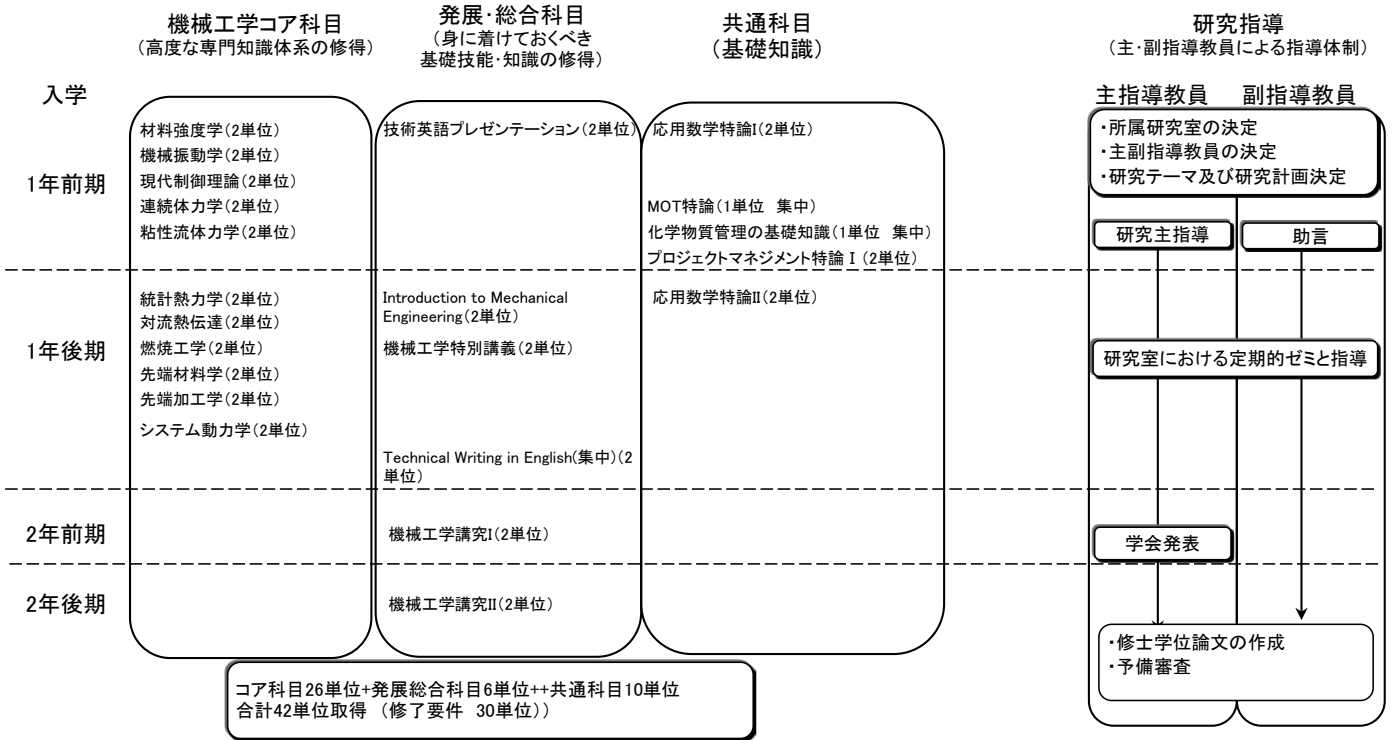 機械工学コア科目
(高度な専門知識体系の修得)
発展・総合科目
(身に着けておくべき
基礎技能・知識の修得)
共通科目
(基礎知識)
研究指導
(主・副指導教員による指導体制)
入学
主指導教員 副指導教員
1年前期
材料強度学(2単位)
機械振動学(2単位)
現代制御理論(2単位)
連続体力学(2単位)
粘性流体力学(2単位)
技術英語プレゼンテーション(2単位)
応用数学特論I(2単位)
MOT特論(1単位 集中)
化学物質管理の基礎知識(1単位 集中)
プロジェクトマネジメント特論Ⅰ(2単位)
・所属研究室の決定
・主副指導教員の決定
・研究テーマ及び研究計画決定
研究主指導
助言
1年後期
統計熱力学(2単位)
対流熱伝達(2単位)
燃焼工学(2単位)
先端材料学(2単位)
先端加工学(2単位)
システム動力学(2単位)
Introduction to Mechanical
Engineering(2単位)
機械工学特別講義(2単位)
Technical Writing in English(集中)(2
単位)
応用数学特論II(2単位)
研究室における定期的ゼミと指導
2年前期
機械工学講究I(2単位)
学会発表
2年後期
機械工学講究II(2単位)
・修士学位論文の作成
・予備審査
コア科目26単位+発展総合科目6単位++共通科目10単位
合計42単位取得 (修了要件 30単位))